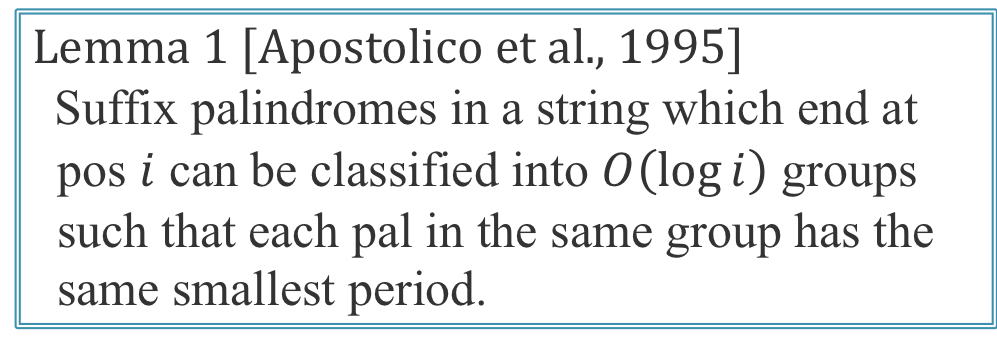 Lemma 1 [Apostolico et al., 1995]
Suffix palindromes in a string which end at
pos i can be classified into O(log i) groups
such that each pal in the same group has the
same smallest period.